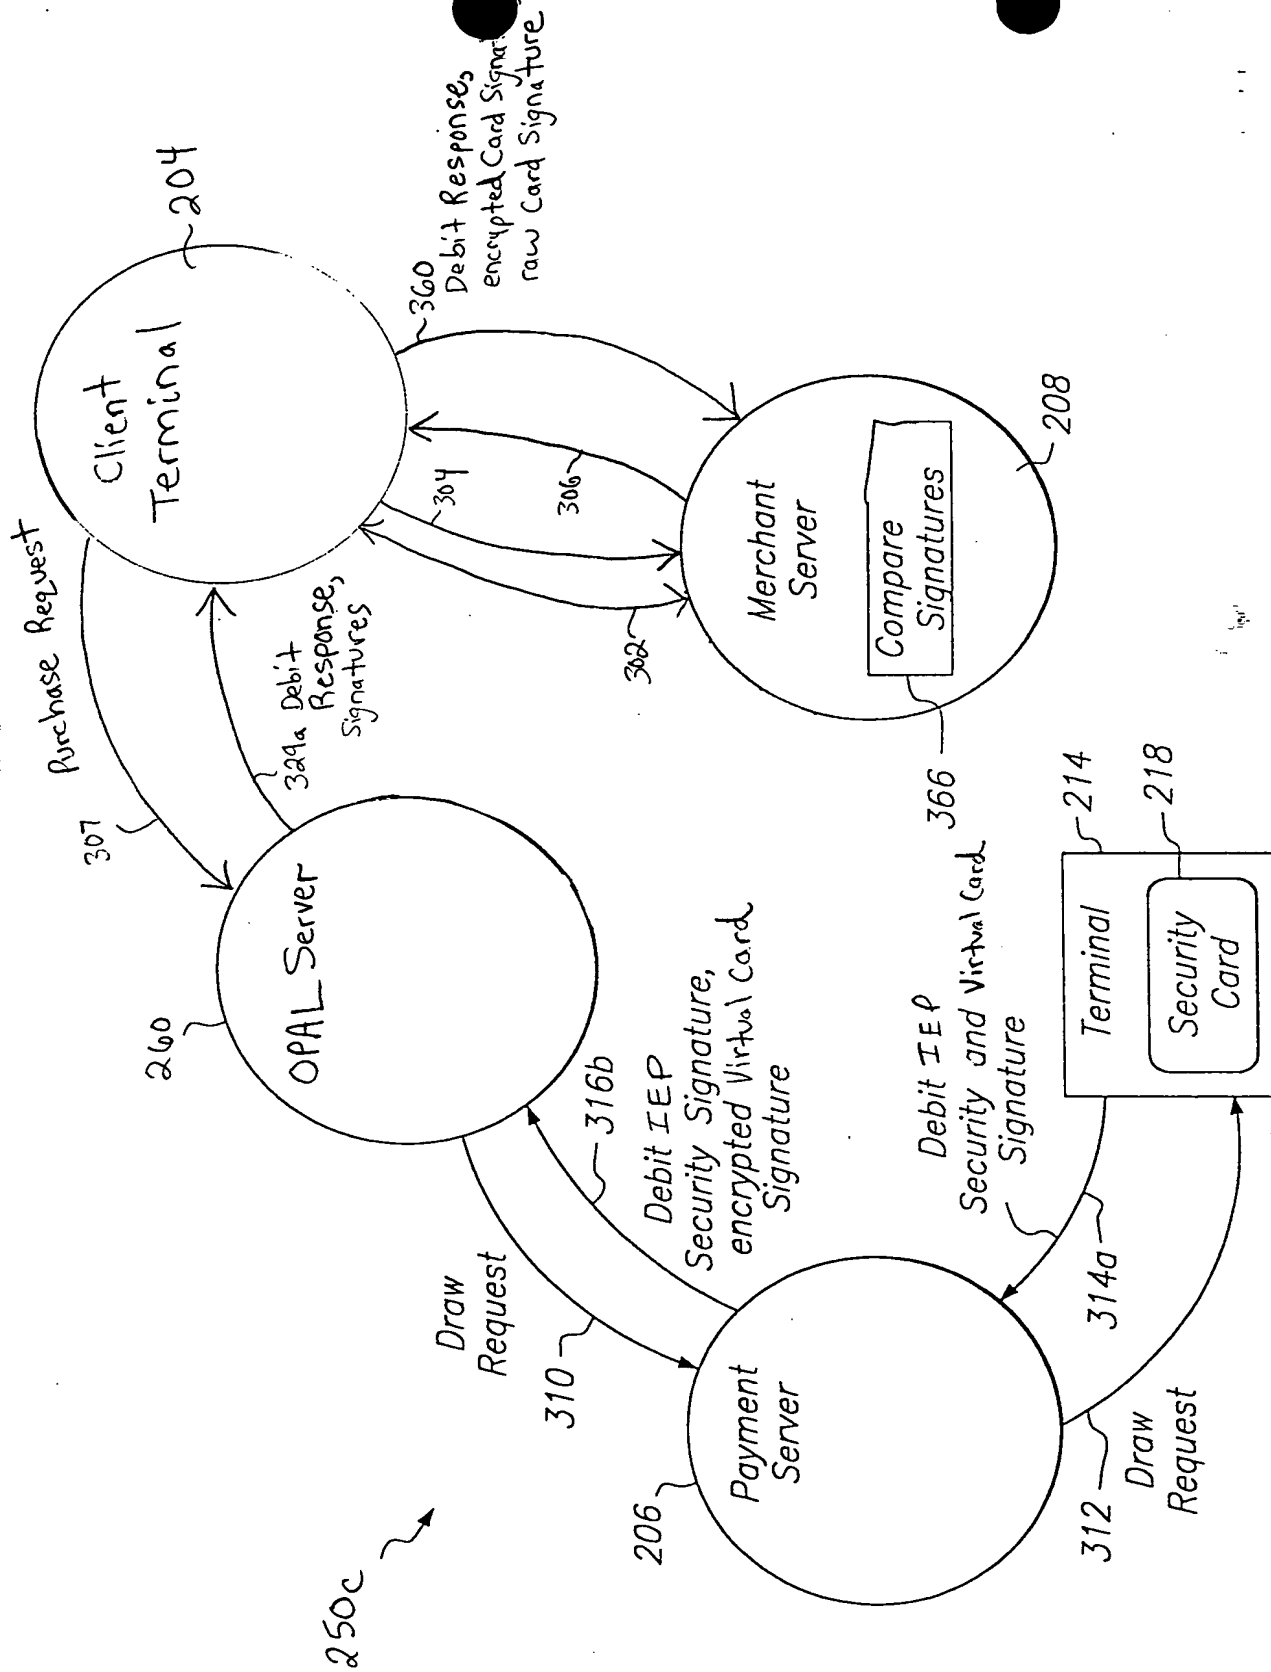 250c
Purchase Request
307
Client
Terminal
204
329a Debit
Response,
Signatures
360
Debit Response,
encrypted Card
raw Card Signature
260
OPAL Server
304
306
302
Merchant
Server
Compare
Signatures
208
366
Draw
Request
310
316b
Debit IEP
Security Signature,
encrypted Virtual Card
Signature
206
Payment
Server
Debit IEP
Security and Virtual Card
Signature
314a
312
Draw
Request
Terminal
214
Security
Card
218